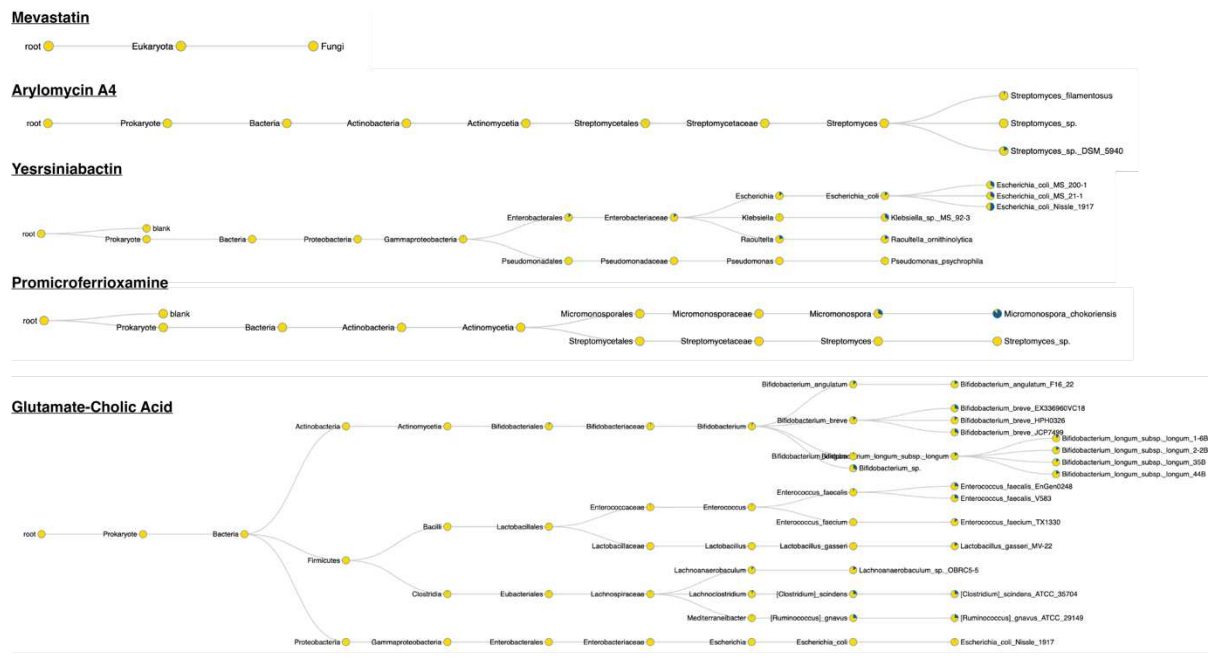 Mevastatin
root Eukaryota Fungi
Arylomycin A4
Streptomyces_filamentosus
root Prokaryote Bacteria Actinobacteria Actinomycetia Streptomycetales Streptomycetaceae Streptomyces Streptomyces_sp.
Streptomyces_sp._DSM_5940
Yesrsiniabactin
Escherichia_coli_MS_200-1
Escherichia Escherichia_coli Escherichia_coli_MS_21-1
Escherichia_coli_Nissle_1917
Enterobacterales Enterobacteriaceae Klebsiella Klebsiella_sp._MS_92-3
blank
root Prokaryote Bacteria Proteobacteria Gammaproteobacteria Raoultella Raoultella_ornithinolytica
Pseudomonadales Pseudomonadaceae Pseudomonas Pseudomonas_psychrophila
Promicroferrioxamine
blank Micromonosporales Micromonosporaceae Micromonospora Micromonospora_chokoriensis
root Prokaryote Bacteria Actinobacteria Actinomycetia
Streptomycetales Streptomycetaceae Streptomyces Streptomyces_sp.
Glutamate-Cholic Acid
Bifidobacterium_angulatum Bifidobacterium_angulatum_F16_22
Bifidobacterium_breve_EX336960VC18
Bifidobacterium_breve Bifidobacterium_breve_HPH0326
Actinobacteria Actinomycetia Bifidobacteriales Bifidobacteriaceae Bifidobacterium
Bifidobacterium_breve_JCP7499
Bifidobacterium_longum_subsp._longum_1-6B
Bifidobacterium_longum_subsp._longum_2-2B
Bifidobacterium_longum_subsp._longum
Bifidobacterium_longum_subsp._longum_35B
Bifidobacterium_sp.
Bifidobacterium_longum_subsp._longum_44B
Enterococcus_faecalis Enterococcus_faecalis_EnGen0248
Enterococcus_faecalis_V583
Enterococcaceae Enterococcus
Enterococcus_faecium Enterococcus_faecium_TX1330
Bacilli Lactobacillales
root Prokaryote Bacteria
Lactobacillaceae Lactobacillus Lactobacillus_gasseri Lactobacillus_gasseri_MV-22
Firmicutes
Lachnoanaerobaculum Lachnoanaerobaculum_sp._OBRC5-5
Clostridia Eubacteriales Lachnospiraceae Lachnoclostridium [Clostridium]_scindens [Clostridium]_scindens_ATCC_35704
Mediterraneibacter [Ruminococcus]_gnavus [Ruminococcus]_gnavus_ATCC_29149
Proteobacteria Gammaproteobacteria Enterobacterales Enterobacteriaceae Escherichia Escherichia_coli Escherichia_coli_Nissle_1917